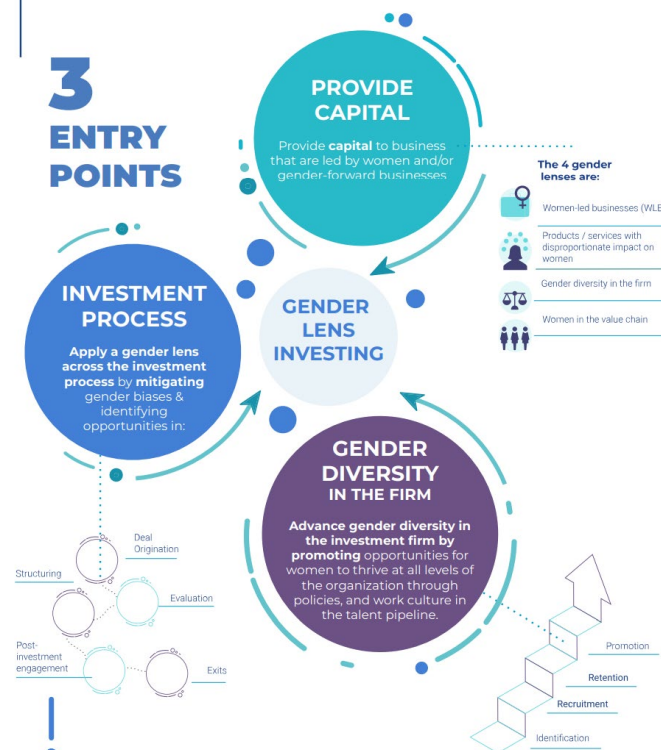 3
ENTRY
POINTS
PROVIDE
CAPITAL
Provide capital to business
that are led by women and/or
gender-forward businesses
The 4 gender
lenses are:
Women-led businesses (WLE
Products / services with
disproportionate impact on
women
Gender diversity in the firm
Women in the value chain
INVESTMENT
PROCESS
Apply a gender lens
across the investment
process by mitigating
gender biases &
identifying
opportunities in:
GENDER
LENS
INVESTING
GENDER
DIVERSITY
IN THE FIRM
Advance gender diversity in
the investment firm by
promoting opportunities for
women to thrive at all levels of
the organization through
policies, and work culture in
the talent pipeline.
Deal
Origination
Structuring
Evaluation
Post-
investment
engagement
Exits
Promotion
Retention
Recruitment
Identification